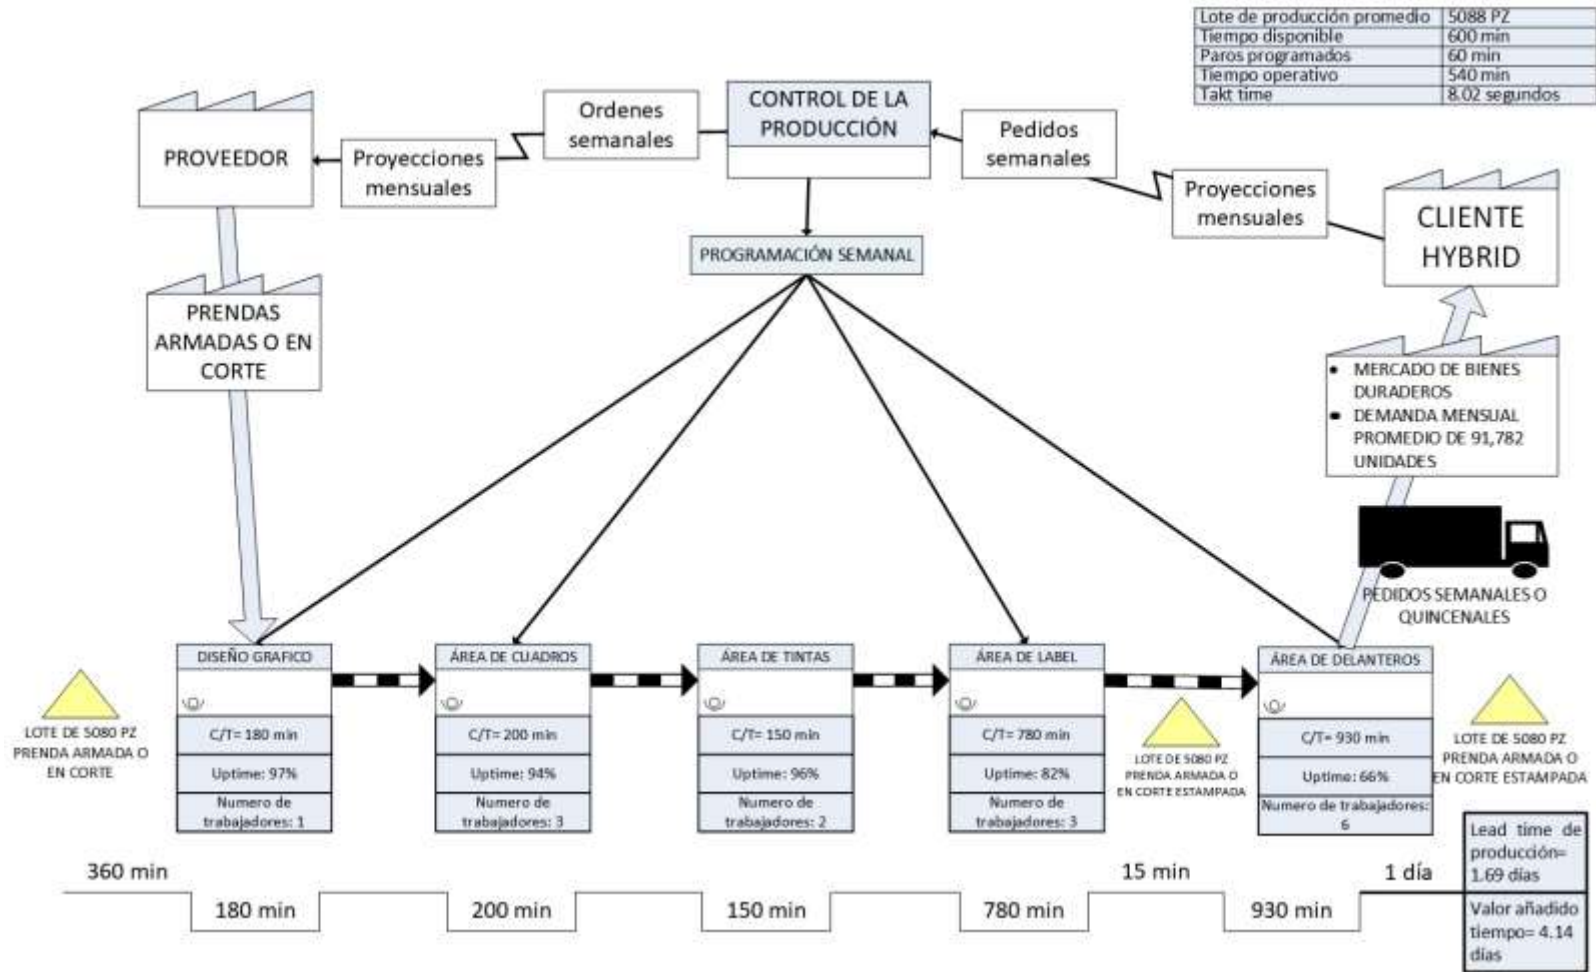 Lote de producción promedio 5088 PZ
Tiempo disponible 600 min
Paros programados 60 min
Tiempo operativo 540 min
Takt time 8.02 segundos
PROVEEDOR
Proyecciones
mensuales
Ordenes
semanales
CONTROL DE LA
PRODUCCIÓN
Pedidos
semanales
Proyecciones
mensuales
CLIENTE
HYBRID
PROGRAMACIÓN SEMANAL
PRENDAS
ARMADAS O EN
CORTE
• MERCADO DE BIENES
DURADEROS
• DEMANDA MENSUAL
PROMEDIO DE 91,782
UNIDADES
PEDIDOS SEMANALES O
QUINCENALES
LOTE DE 5080 PZ
PRENDA ARMADA O
EN CORTE
DISEÑO GRAFICO
C/T= 180 min
Uptime: 97%
Numero de
trabajadores: 1
ÁREA DE CUADROS
C/T= 200 min
Uptime: 94%
Numero de
trabajadores: 3
ÁREA DE TINTAS
C/T= 150 min
Uptime: 96%
Numero de
trabajadores: 2
ÁREA DE LABEL
C/T= 780 min
Uptime: 82%
Numero de
trabajadores: 3
LOTE DE 5080 PZ
PRENDA ARMADA O
EN CORTE ESTAMPADA
ÁREA DE DELANTEROS
C/T= 930 min
Uptime: 66%
Numero de trabajadores:
6
LOTE DE 5080 PZ
PRENDA ARMADA O
EN CORTE ESTAMPADA
360 min
180 min
200 min
150 min
780 min
15 min
930 min
1 día
Lead time de
producción=
1.69 días
Valor añadido
tiempo= 4.14
días